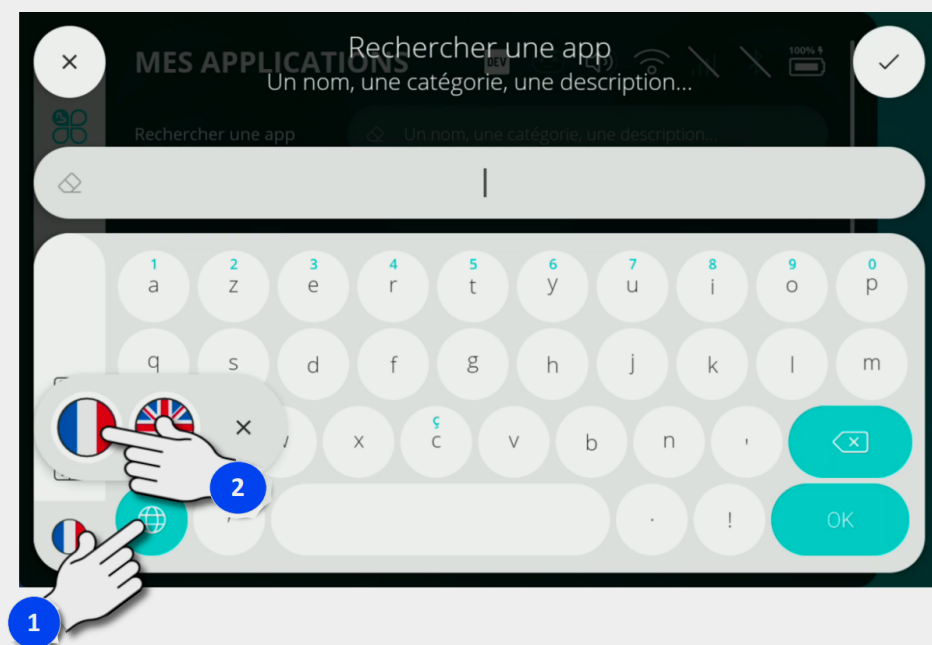 Rechercher une app
Un nom, une catégorie, une description...
MES APPLICATIONS
DEV
100%
Rechercher une app
Un nom, une catégorie, une description...
1 2 3 4 5 6 7 8 9 0
a z e r t y u i o p
q s d f g h j k l m
ç
x c v b n '
2
, . ! OK
1